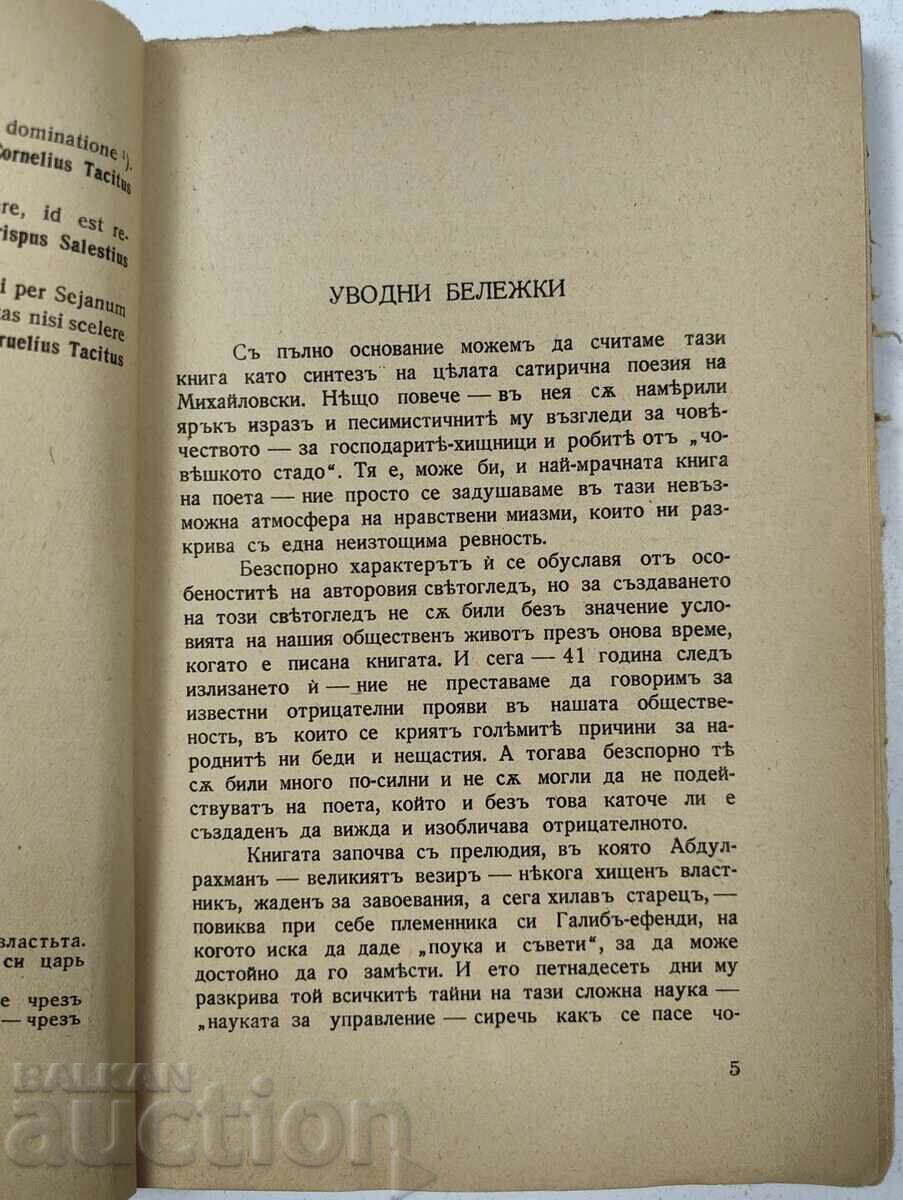 dominatione ¹).
Cornelius Tacitus
re, id est re-
rispus Salestius
i per Sejanum
tas nisi scelere
rnelius Tacitus
властьта.
си царь
е чрезъ
— чрезъ
УВОДНИ БЕЛЕЖКИ
Съ пълно основание можемъ да считаме тази
книга като синтезъ на цѣлата сатирична поезия на
Михайловски. Нѣщо повече — въ нея сѫ намѣрили
яръкъ изразъ и песимистичнитѣ му възгледи за човѣ-
чеството — за господаритѣ-хищници и робитѣ отъ „чо-
вѣшкото стадо“. Тя е, може би, и най-мрачната книга
на поета — ние просто се задушаваме въ тази невъз-
можна атмосфера на нравствени миазми, които ни раз-
крива съ една неизтощима ревность.
Безспорно характерътъ ѝ се обуславя отъ осо-
беноститѣ на авторовия свѣтогледъ, но за създаването
на този свѣтогледъ не сѫ били безъ значение усло-
вията на нашия общественъ животъ презъ онова време,
когато е писана книгата. И сега — 41 година следъ
излизането ѝ — ние не преставаме да говоримъ за
известни отрицателни прояви въ нашата обществе-
ность, въ които се криятъ голѣмитѣ причини за на-
роднитѣ ни беди и нещастия. А тогава безспорно тѣ
сѫ били много по-силни и не сѫ могли да не подей-
ствуватъ на поета, който и безъ това каточе ли е
създаденъ да вижда и изобличава отрицателното.
Книгата започва съ прелюдия, въ която Абдул-
рахманъ — великиятъ везиръ — нѣкога хищенъ власт-
никъ, жаденъ за завоевания, а сега хилавъ старецъ, —
повиква при себе племенника си Галибъ-ефенди, на
когото иска да даде „поука и съвети“, за да може
достойно да го замѣсти. И ето петнадесеть дни му
разкрива той всичкитѣ тайни на тази сложна наука —
„науката за управление — сиречь какъ се пасе чо-
5
BALKAN
auction